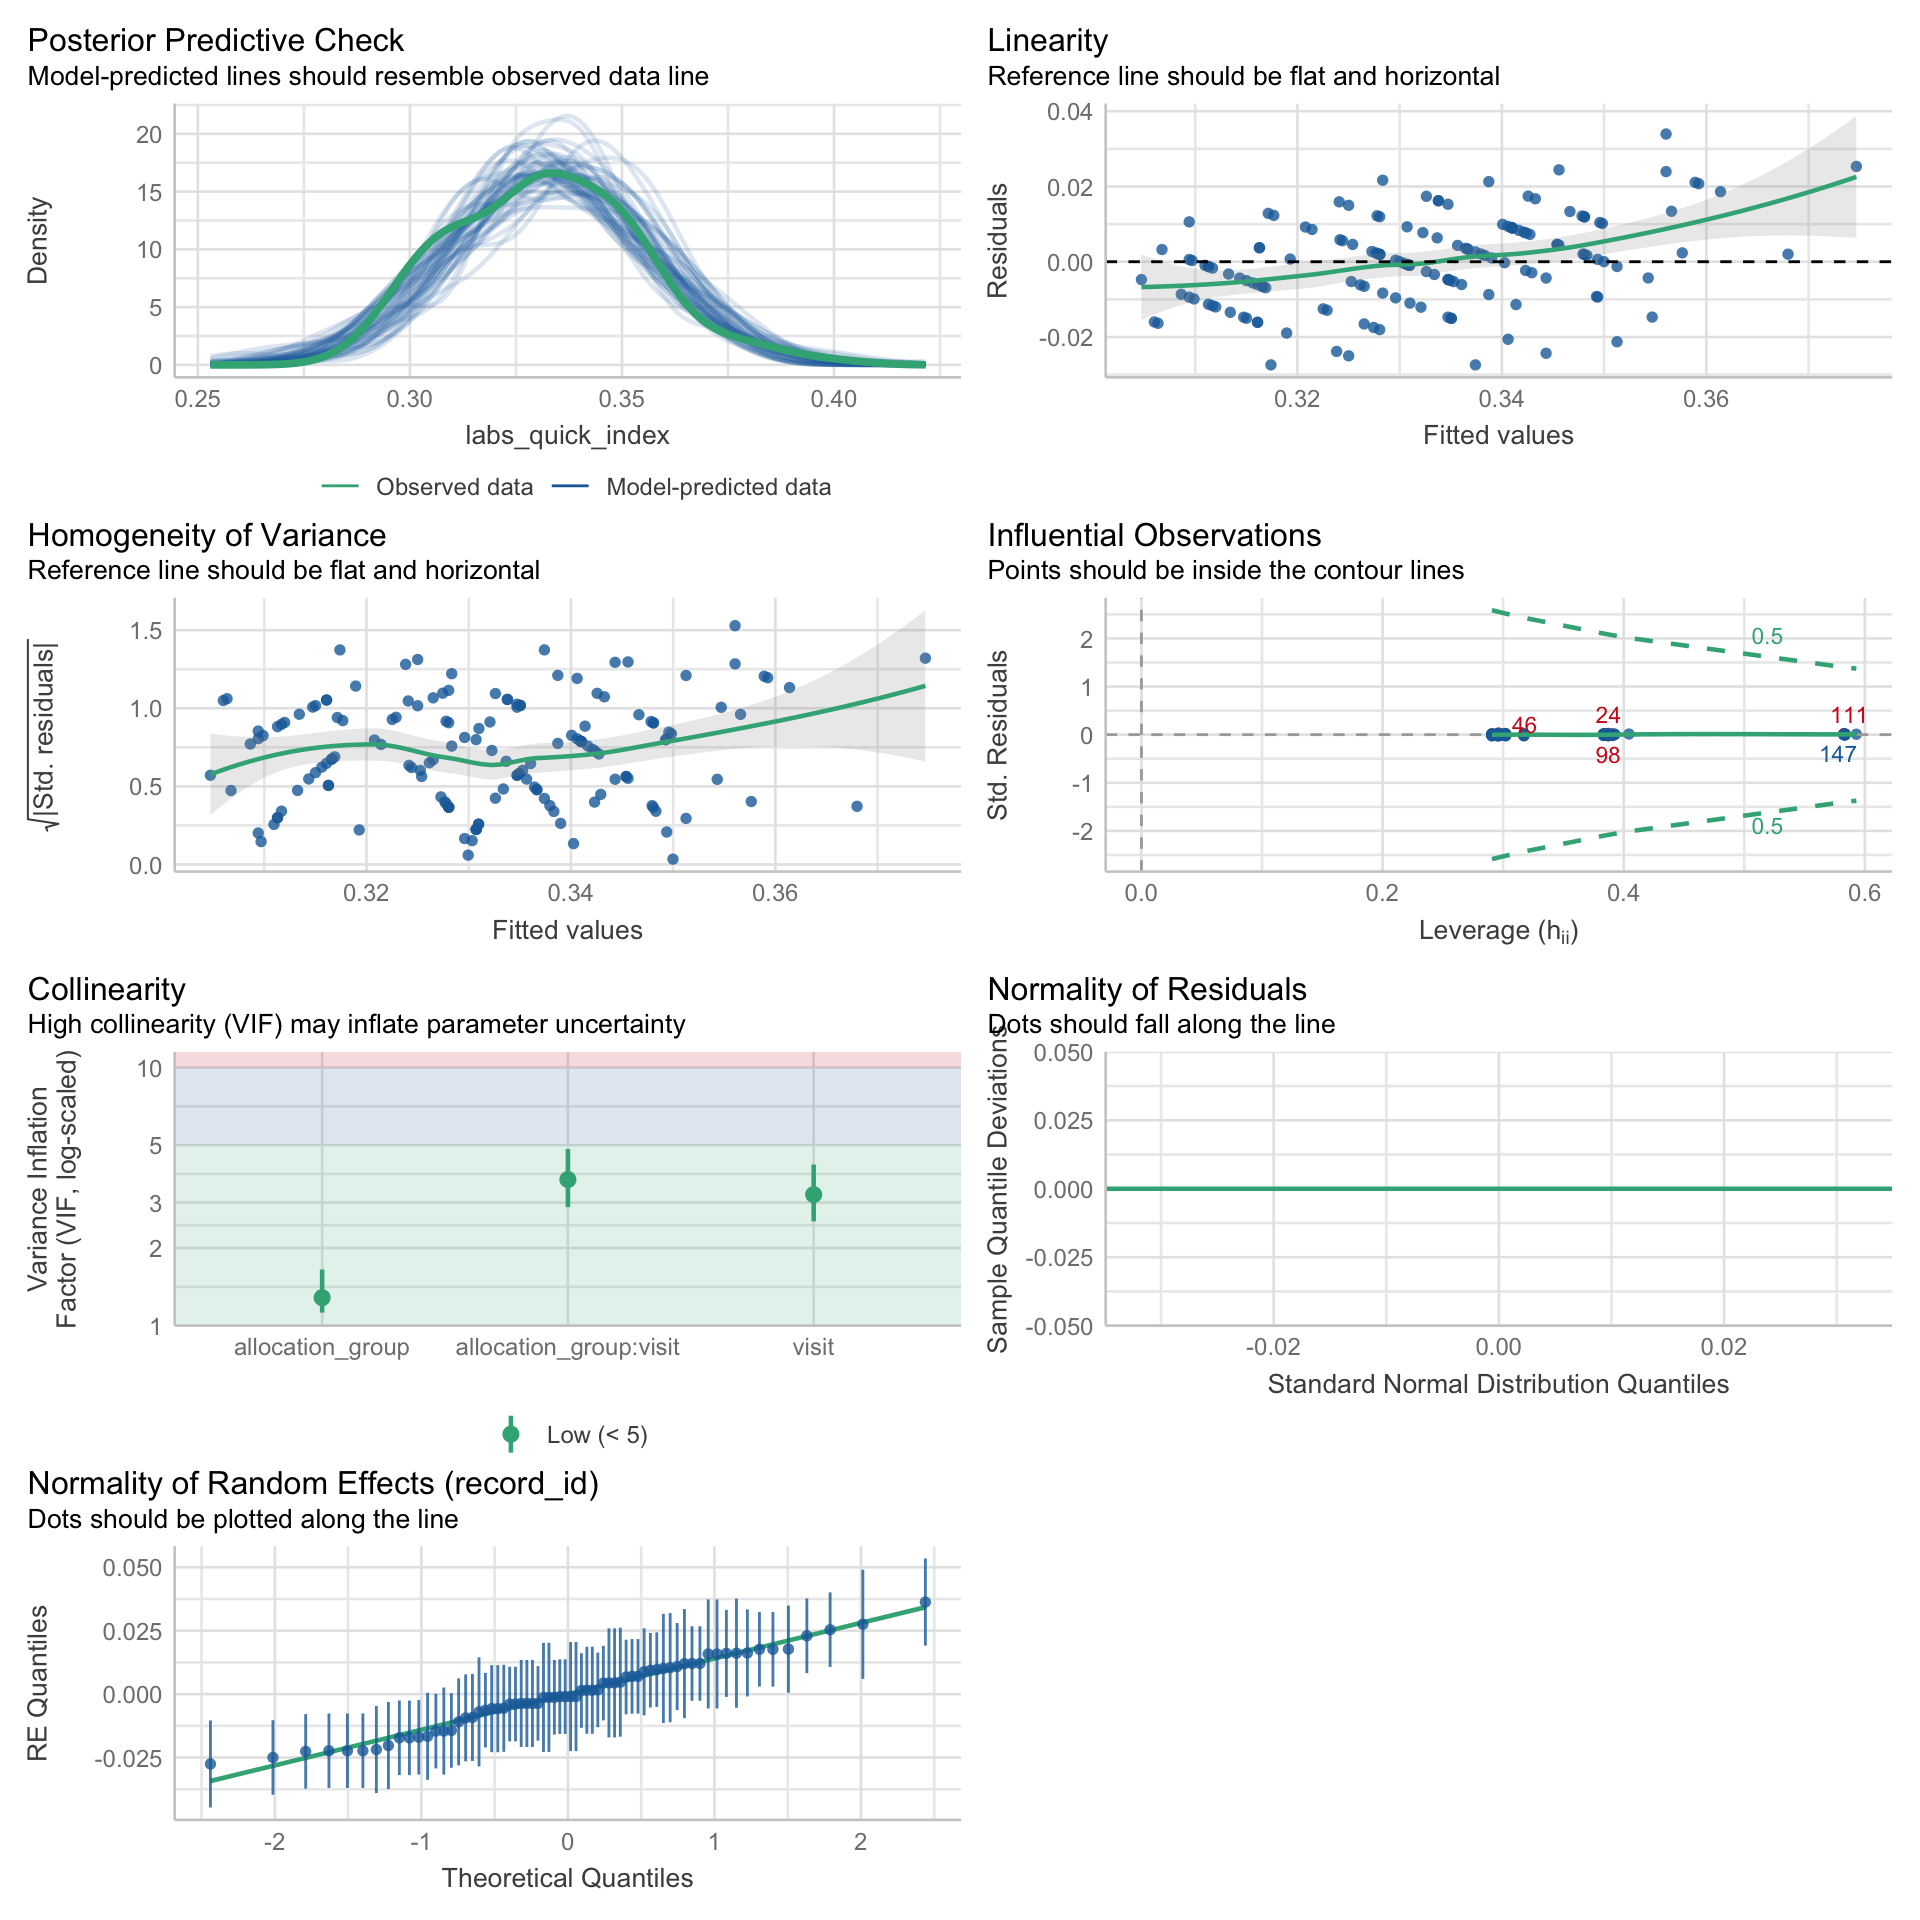 Posterior Predictive Check
Model-predicted lines should resemble observed data line
Density
20
15
10
5
0
0.25
0.30
0.35
0.40
labs_quick_index
Observed data
Model-predicted data
Linearity
Reference line should be flat and horizontal
Residuals
0.04
0.02
0.00
-0.02
0.32
0.34
0.36
Fitted values
Homogeneity of Variance
Reference line should be flat and horizontal
√|Std. residuals|
1.5
1.0
0.5
0.0
0.32
0.34
0.36
Fitted values
Influential Observations
Points should be inside the contour lines
Std. Residuals
2
1
0
-1
-2
0.5
0.5
46
24
98
111
147
0.0
0.2
0.4
0.6
Leverage (hii)
Collinearity
High collinearity (VIF) may inflate parameter uncertainty
Variance Inflation
Factor (VIF, log-scaled)
10
5
3
2
1
allocation_group
allocation_group:visit
visit
Low (< 5)
Normality of Residuals
Dots should fall along the line
Sample Quantile Deviations
0.050
0.025
0.000
-0.025
-0.050
-0.02
0.00
0.02
Standard Normal Distribution Quantiles
Normality of Random Effects (record_id)
Dots should be plotted along the line
RE Quantiles
0.050
0.025
0.000
-0.025
-2
-1
0
1
2
Theoretical Quantiles